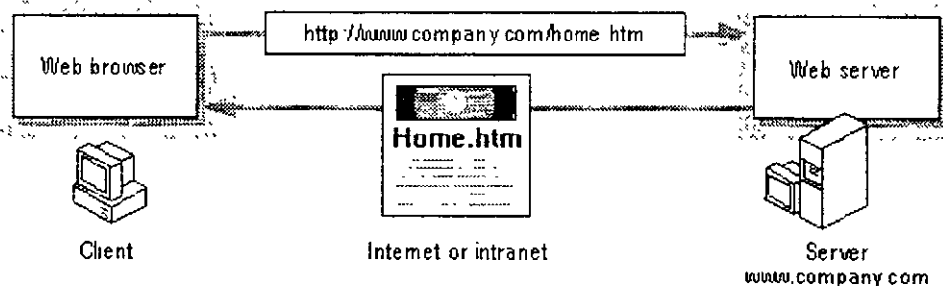 http://www.company.com/home.htm
Web browser
Web server
Home.htm
Client
Internet or intranet
Server
www.company.com